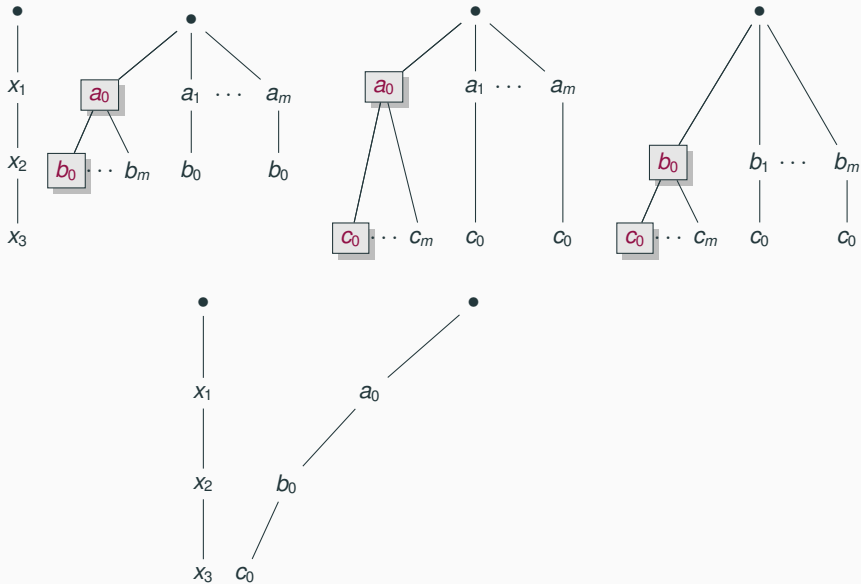 x₁ a₀ a₁ ··· aₘ a₀ a₁ ··· aₘ
x₂ b₀ ··· bₘ b₀ b₀ b₀ b₁ ··· bₘ
x₃ c₀ ··· cₘ c₀ c₀ c₀ ··· cₘ c₀ c₀
x₁ a₀
x₂ b₀
x₃ c₀